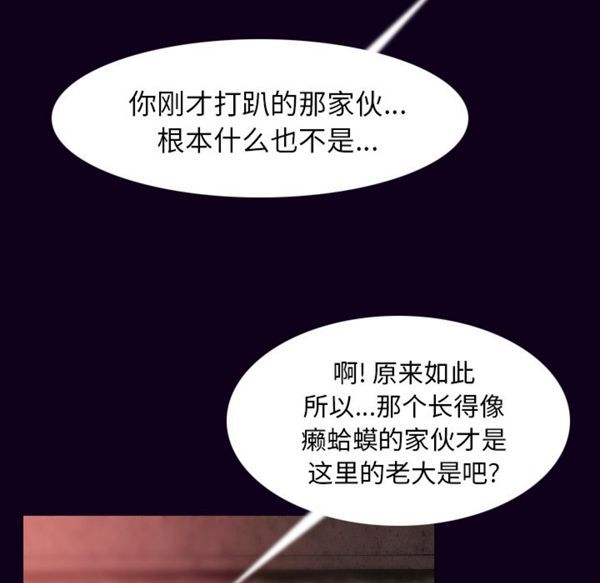 你刚才打趴的那家伙...
根本什么也不是...
啊! 原来如此
所以...那个长得像
癞蛤蟆的家伙才是
这里的老大是吧?